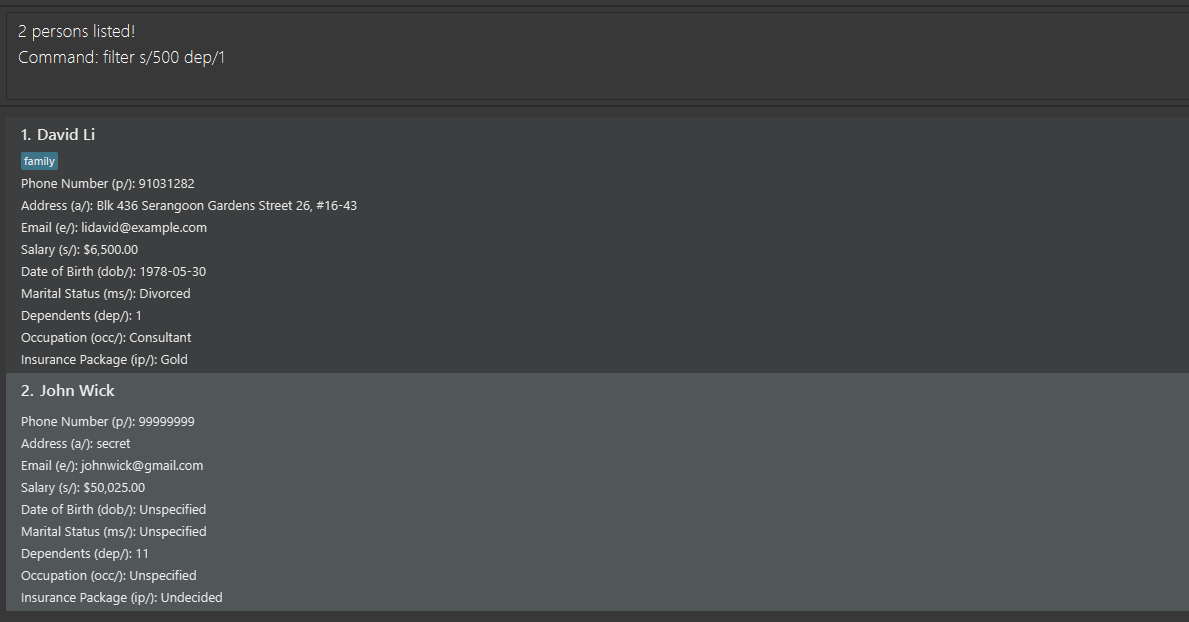 2 persons listed!
Command: filter s/500 dep/1
1. David Li
family
Phone Number (p/): 91031282
Address (a/): Blk 436 Serangoon Gardens Street 26, #16-43
Email (e/): lidavid@example.com
Salary (s/): $6,500.00
Date of Birth (dob/): 1978-05-30
Marital Status (ms/): Divorced
Dependents (dep/): 1
Occupation (occ/): Consultant
Insurance Package (ip/): Gold
2. John Wick
Phone Number (p/): 99999999
Address (a/): secret
Email (e/): johnwick@gmail.com
Salary (s/): $50,025.00
Date of Birth (dob/): Unspecified
Marital Status (ms/): Unspecified
Dependents (dep/): 11
Occupation (occ/): Unspecified
Insurance Package (ip/): Undecided